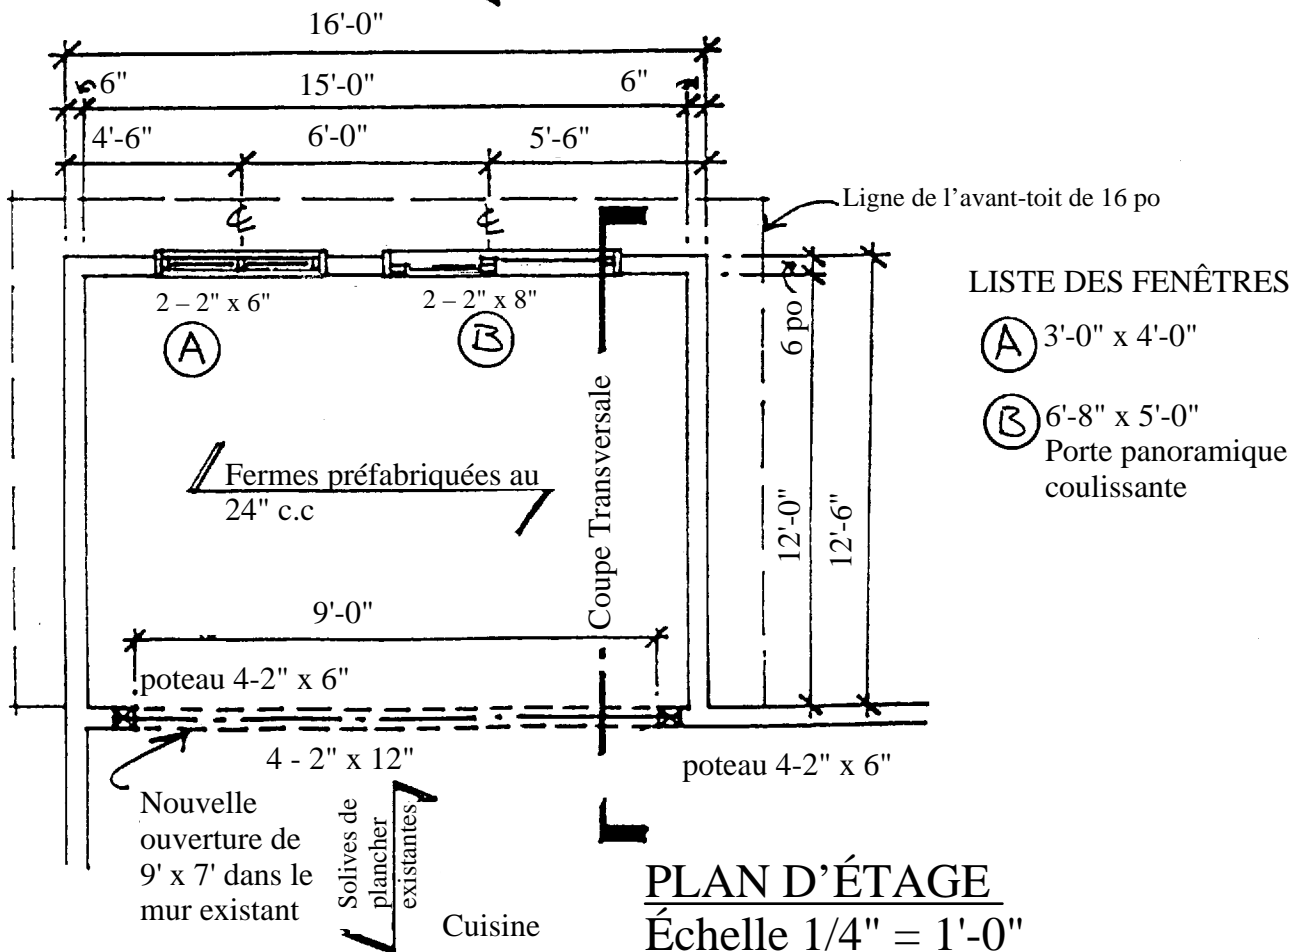 16'-0"
6" 15'-0" 6"
4'-6" 6'-0" 5'-6"
Ligne de l’avant-toit de 16 po
2 – 2" x 6" 2 – 2" x 8"
A B
6 po
LISTE DES FENÊTRES
A 3'-0" x 4'-0"
B 6'-8" x 5'-0"
Porte panoramique
coulissante
Fermes préfabriquées au
24" c.c
Coupe Transversale
12'-0"
12'-6"
9'-0"
poteau 4-2" x 6"
4 - 2" x 12"
poteau 4-2" x 6"
Nouvelle
ouverture de
9' x 7' dans le
mur existant
Solives de
plancher
existantes
Cuisine
PLAN D’ÉTAGE
Échelle 1/4" = 1'-0"